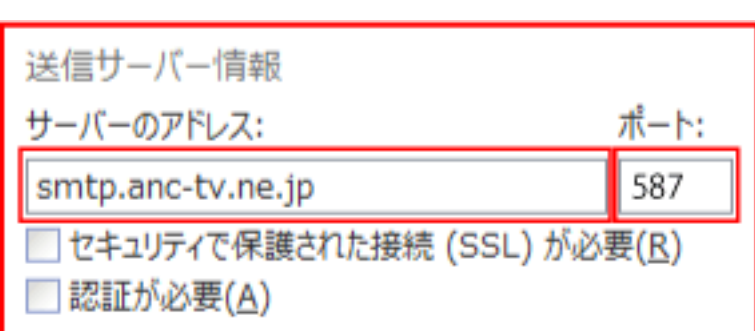 送信サーバー情報
サーバーのアドレス: ポート:
smtp.anc-tv.ne.jp 587
セキュリティで保護された接続 (SSL) が必要(R)
認証が必要(A)